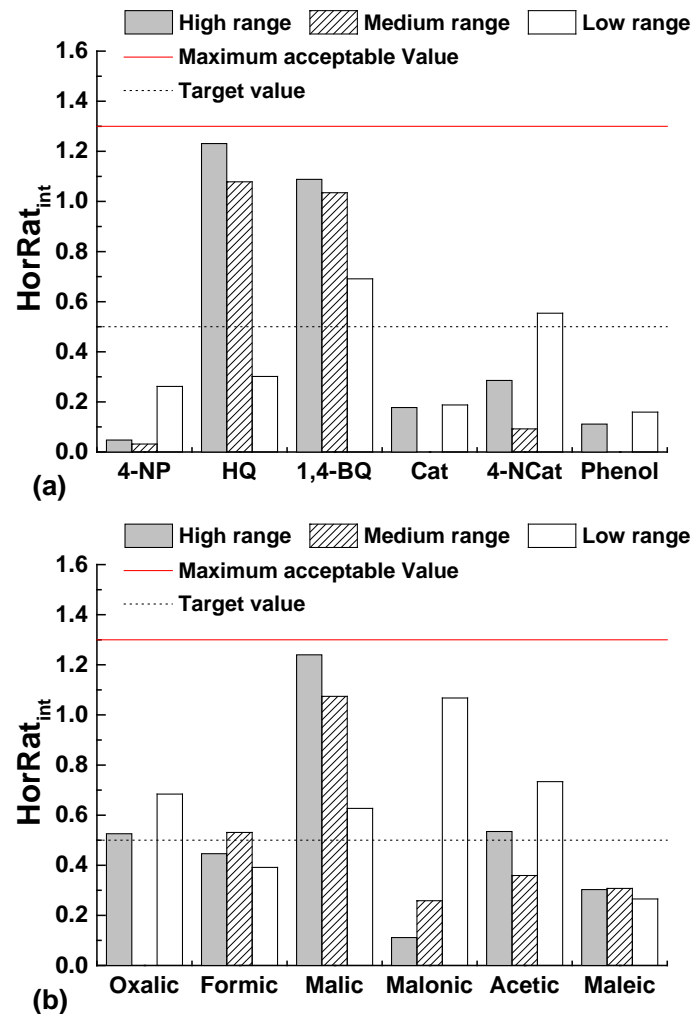 High range Medium range Low range
Maximum acceptable Value
Target value
1.6
1.4
1.2
1.0
0.8
0.6
0.4
0.2
0.0
HorRat_int
4-NP HQ 1,4-BQ Cat 4-NCat Phenol
(a)
High range Medium range Low range
Maximum acceptable Value
Target value
1.6
1.4
1.2
1.0
0.8
0.6
0.4
0.2
0.0
HorRat_int
Oxalic Formic Malic Malonic Acetic Maleic
(b)